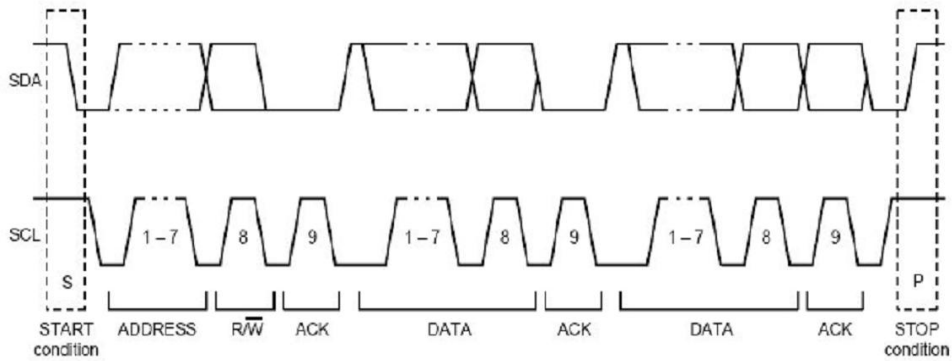 SDA
SCL
1 – 7 8 9 1 – 7 8 9 1 – 7 8 9
S P
START condition ADDRESS R/W̅ ACK DATA ACK DATA ACK STOP condition